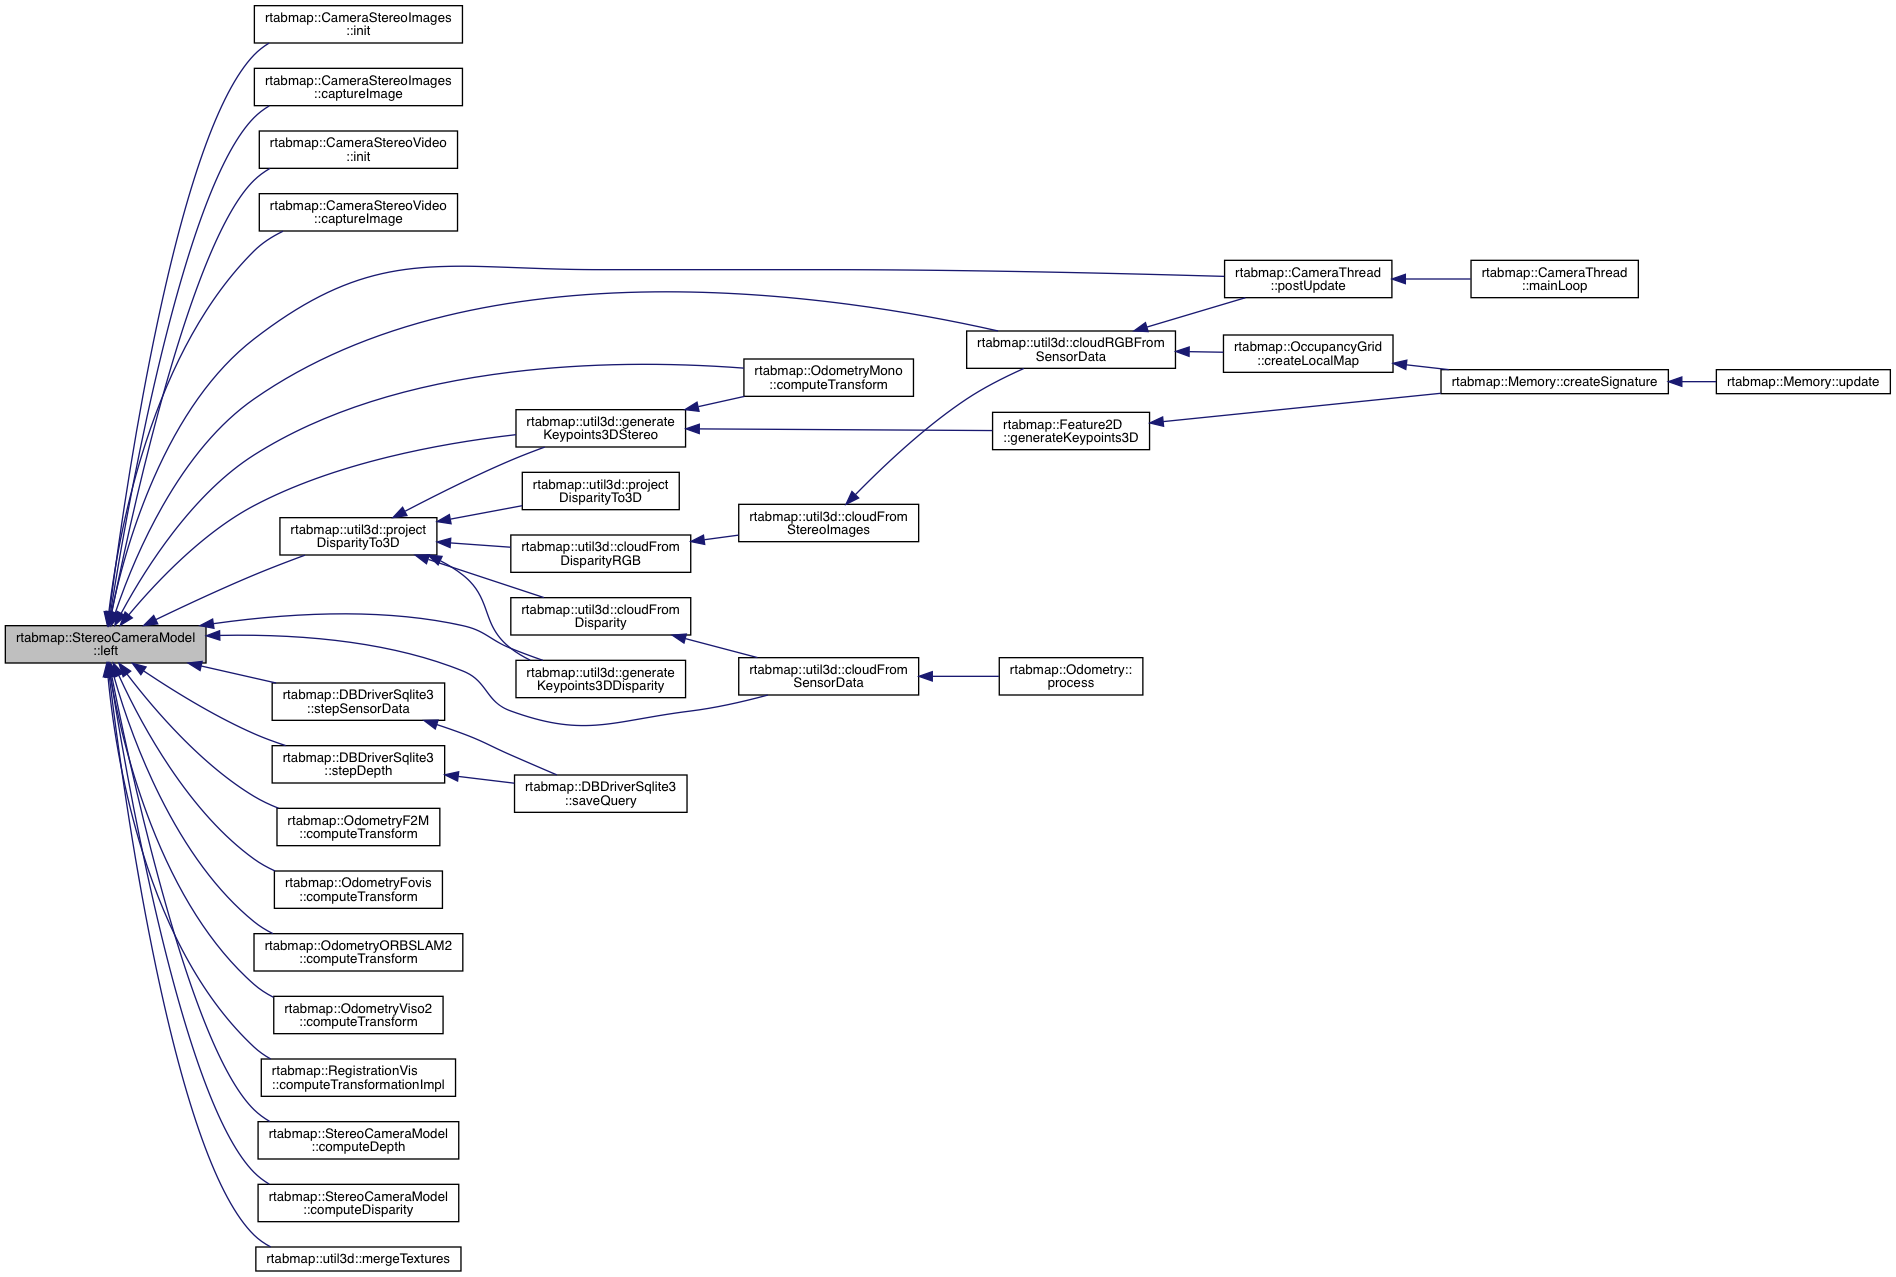 rtabmap::CameraStereoImages
::init
rtabmap::CameraStereoImages
::captureImage
rtabmap::CameraStereoVideo
::init
rtabmap::CameraStereoVideo
::captureImage
rtabmap::CameraThread
::postUpdate
rtabmap::CameraThread
::mainLoop
rtabmap::util3d::cloudRGBFrom
SensorData
rtabmap::OccupancyGrid
::createLocalMap
rtabmap::OdometryMono
::computeTransform
rtabmap::Memory::createSignature
rtabmap::Memory::update
rtabmap::util3d::generate
Keypoints3DStereo
rtabmap::Feature2D
::generateKeypoints3D
rtabmap::util3d::project
DisparityTo3D
rtabmap::util3d::project
DisparityTo3D
rtabmap::util3d::cloudFrom
StereoImages
rtabmap::util3d::cloudFrom
DisparityRGB
rtabmap::util3d::cloudFrom
Disparity
rtabmap::StereoCameraModel
::left
rtabmap::util3d::generate
Keypoints3DDisparity
rtabmap::util3d::cloudFrom
SensorData
rtabmap::Odometry::
process
rtabmap::DBDriverSqlite3
::stepSensorData
rtabmap::DBDriverSqlite3
::stepDepth
rtabmap::DBDriverSqlite3
::saveQuery
rtabmap::OdometryF2M
::computeTransform
rtabmap::OdometryFovis
::computeTransform
rtabmap::OdometryORBSLAM2
::computeTransform
rtabmap::OdometryViso2
::computeTransform
rtabmap::RegistrationVis
::computeTransformationImpl
rtabmap::StereoCameraModel
::computeDepth
rtabmap::StereoCameraModel
::computeDisparity
rtabmap::util3d::mergeTextures